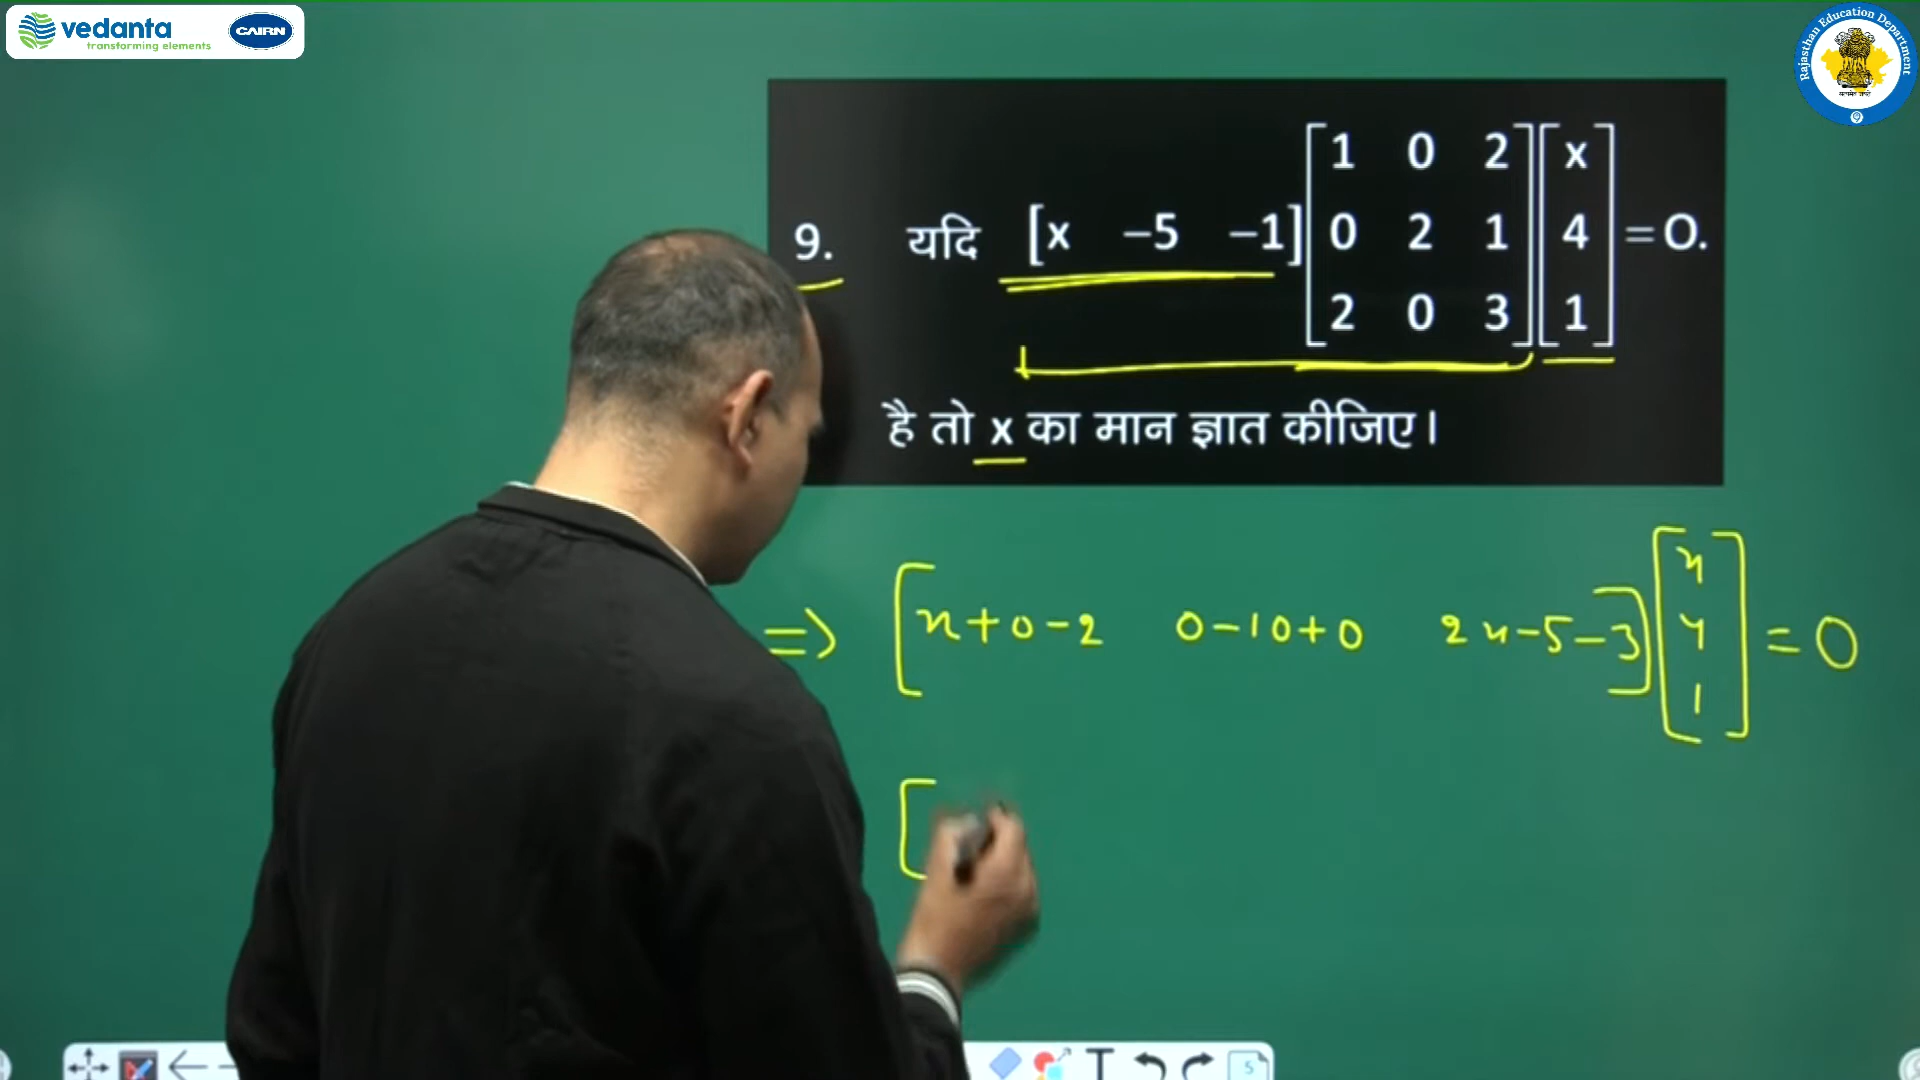 vedanta
transforming elements
CAIRN
Rajasthan Education Department
9. यदि [x -5 -1] [1 0 2 [x
0 2 1 4 = O.
2 0 3] 1]
है तो x का मान ज्ञात कीजिए।
=> [x+0-2 0-10+0 2x-5-3] [x
4 = 0
1]
[
T 5